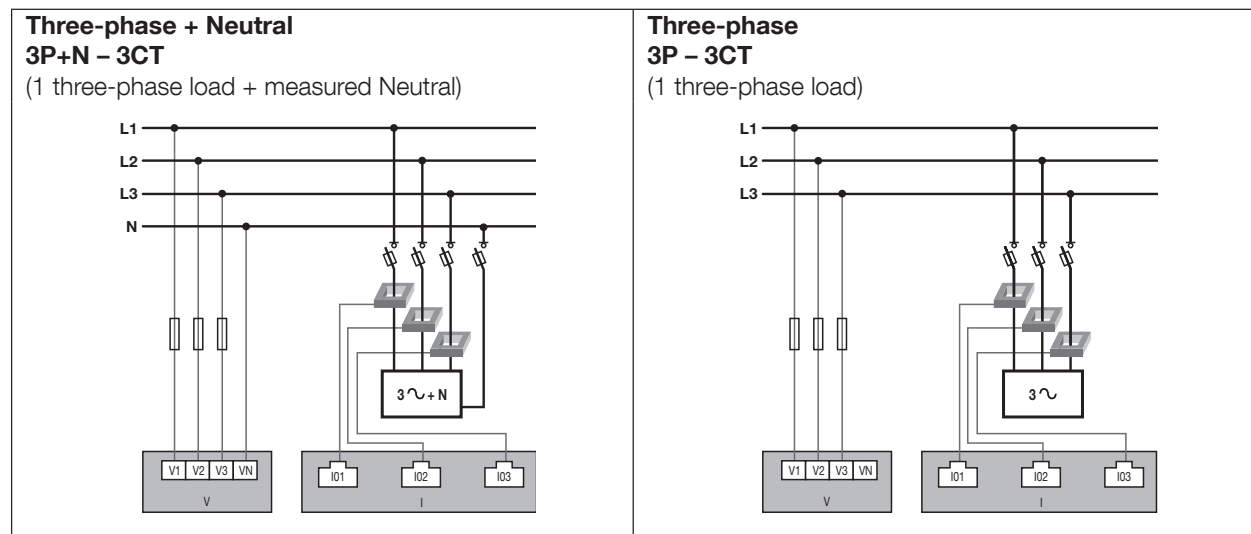 Three-phase + Neutral
3P+N – 3CT
(1 three-phase load + measured Neutral)
L1
L2
L3
N
3 ∿ + N
V1 V2 V3 VN
V
I01 I02 I03
I
Three-phase
3P – 3CT
(1 three-phase load)
L1
L2
L3
3 ∿
V1 V2 V3 VN
V
I01 I02 I03
I